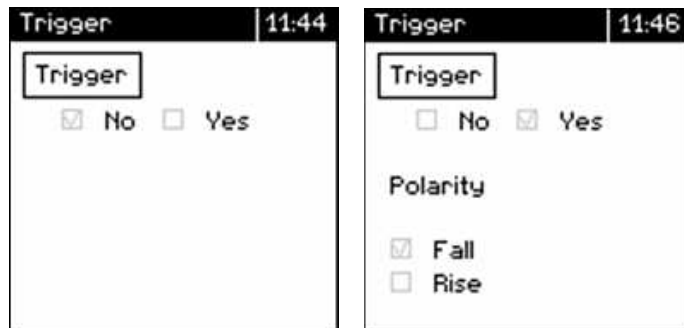 Trigger 11:44
Trigger
No Yes
Trigger 11:46
Trigger
No Yes
Polarity
Fall
Rise